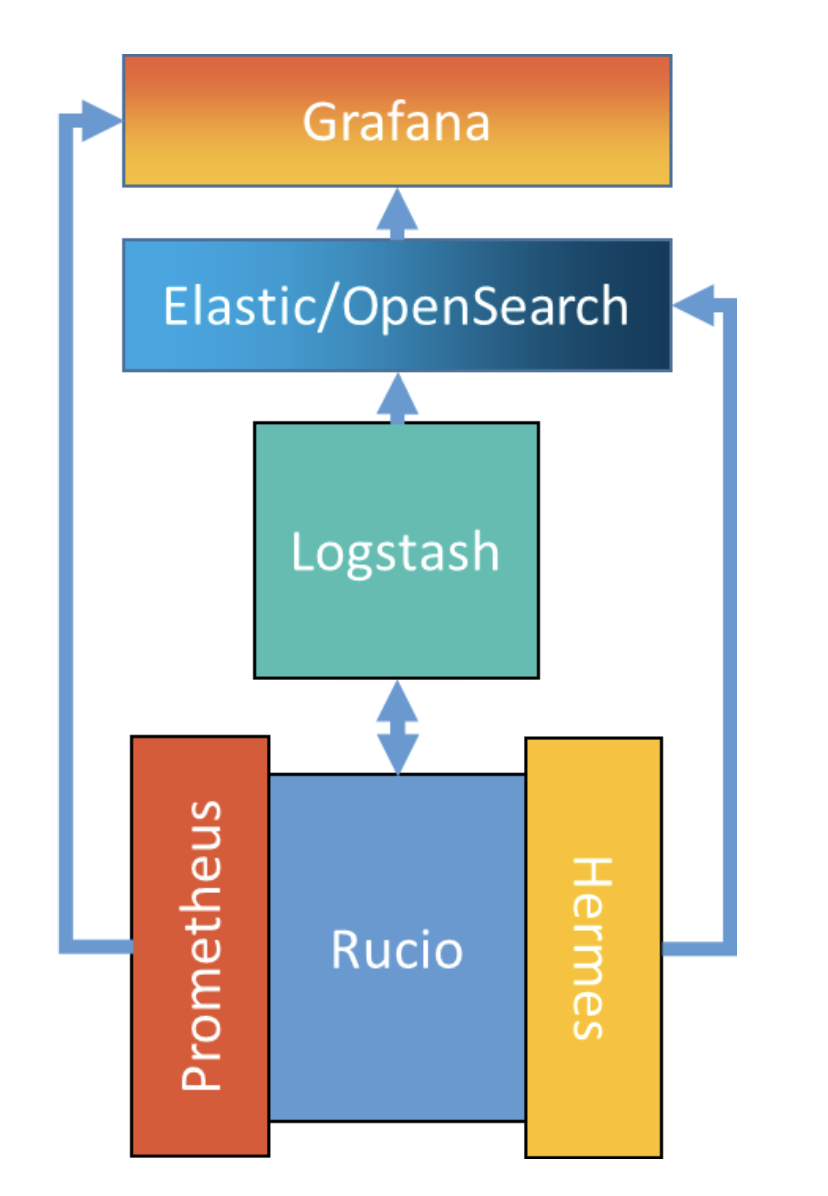 Grafana
Elastic/OpenSearch
Logstash
Prometheus
Rucio
Hermes